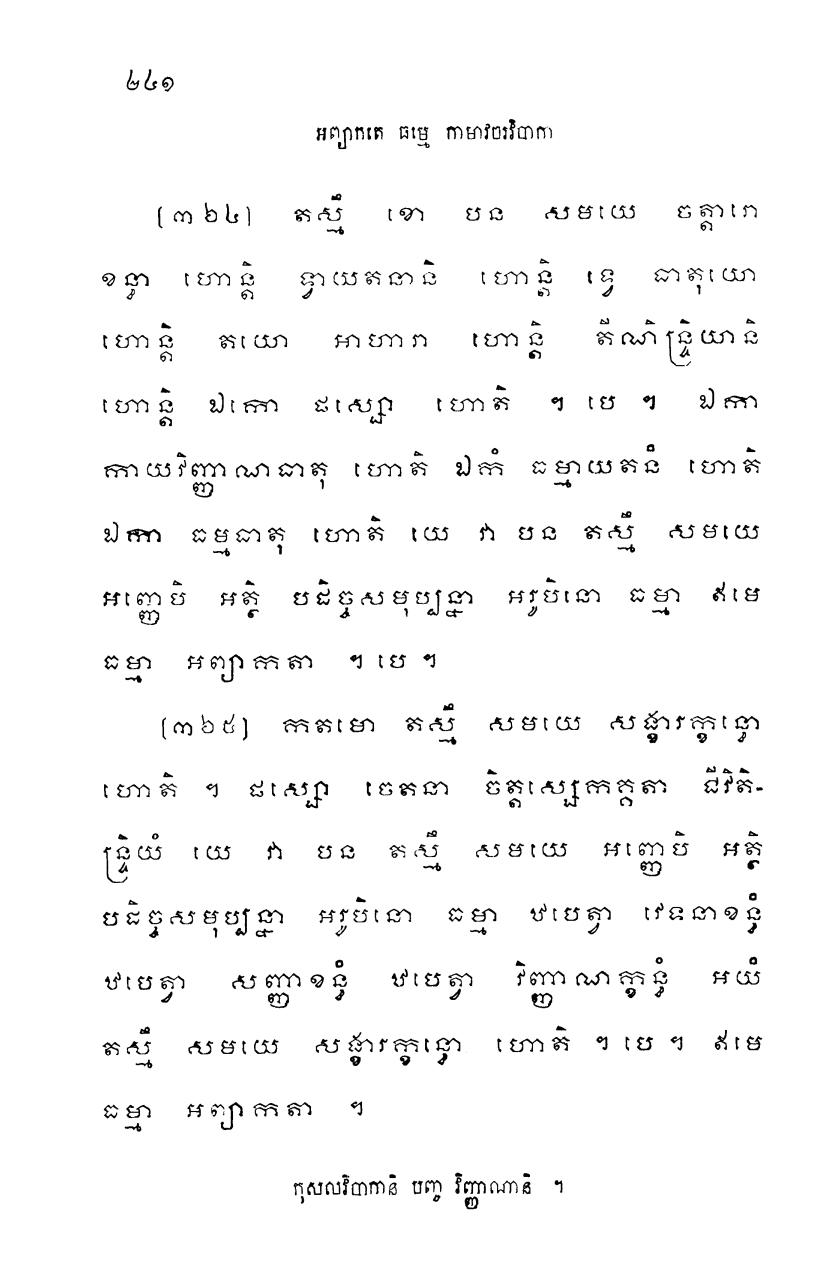 ២៤១
អព្យាកតេ ធម្មេ កាមាវចរវិបាកា
(៣២៤) តស្មឹ ខោ បន សមយេ ចត្តារោ
ខន្ធា ហោន្តិ ទ្វាយតនានិ ហោន្តិ ទ្វេ ធាតុយោ
ហោន្តិ តយោ អាហារា ហោន្តិ តីណិន្ទ្រិយានិ
ហោន្តិ ឯកោ ផស្សោ ហោតិ ។ បេ ។ ឯកា
កាយវិញ្ញាណធាតុ ហោតិ ឯកំ ធម្មាយតនំ ហោតិ
ឯកា ធម្មធាតុ ហោតិ យេ វា បន តស្មឹ សមយេ
អញ្ញេបិ អត្ថិ បដិច្ចសមុប្បន្នា អរូបិនោ ធម្មា ឥមេ
ធម្មា អព្យាកតា ។ បេ ។
(៣២៥) កតមោ តស្មឹ សមយេ សង្ខារក្ខន្ធោ
ហោតិ ។ ផស្សោ ចេតនា ចិត្តស្សេកគ្គតា ជីវិតិ-
ន្ទ្រិយំ យេ វា បន តស្មឹ សមយេ អញ្ញេបិ អត្ថិ
បដិច្ចសមុប្បន្នា អរូបិនោ ធម្មា ឋបេត្វា វេទនាខន្ធំ
ឋបេត្វា សញ្ញាខន្ធំ ឋបេត្វា វិញ្ញាណក្ខន្ធំ អយំ
តស្មឹ សមយេ សង្ខារក្ខន្ធោ ហោតិ ។ បេ ។ ឥមេ
ធម្មា អព្យាកតា ។
កុសលវិបាកានិ បញ្ច វិញ្ញាណានិ ។